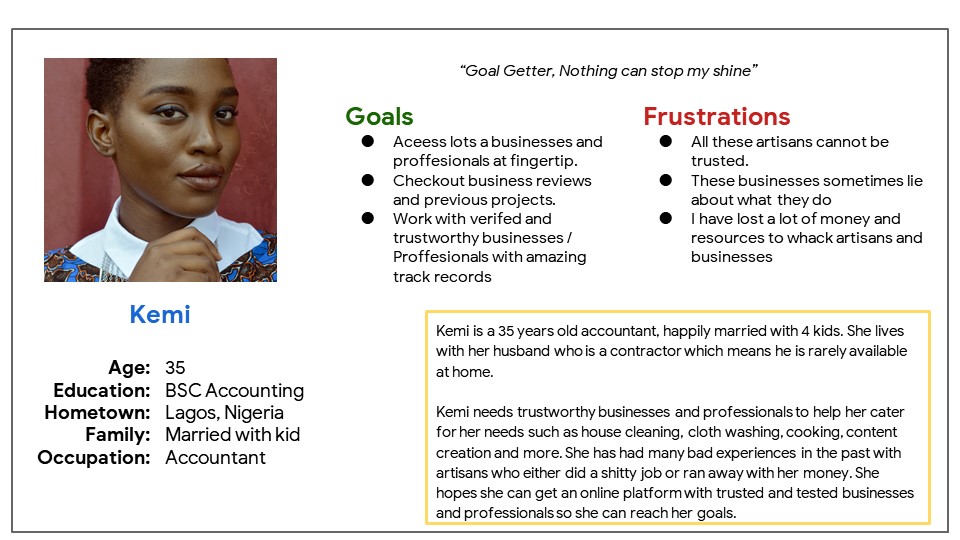 “Goal Getter, Nothing can stop my shine”
Goals
● Aceess lots a businesses and
proffesionals at fingertip.
● Checkout business reviews
and previous projects.
● Work with verifed and
trustworthy businesses /
Proffesionals with amazing
track records
Frustrations
● All these artisans cannot be
trusted.
● These businesses sometimes lie
about what they do
● I have lost a lot of money and
resources to whack artisans and
businesses
Kemi
Age: 35
Education: BSC Accounting
Hometown: Lagos, Nigeria
Family: Married with kid
Occupation: Accountant
Kemi is a 35 years old accountant, happily married with 4 kids. She lives
with her husband who is a contractor which means he is rarely available
at home.
Kemi needs trustworthy businesses and professionals to help her cater
for her needs such as house cleaning, cloth washing, cooking, content
creation and more. She has had many bad experiences in the past with
artisans who either did a shitty job or ran away with her money. She
hopes she can get an online platform with trusted and tested businesses
and professionals so she can reach her goals.